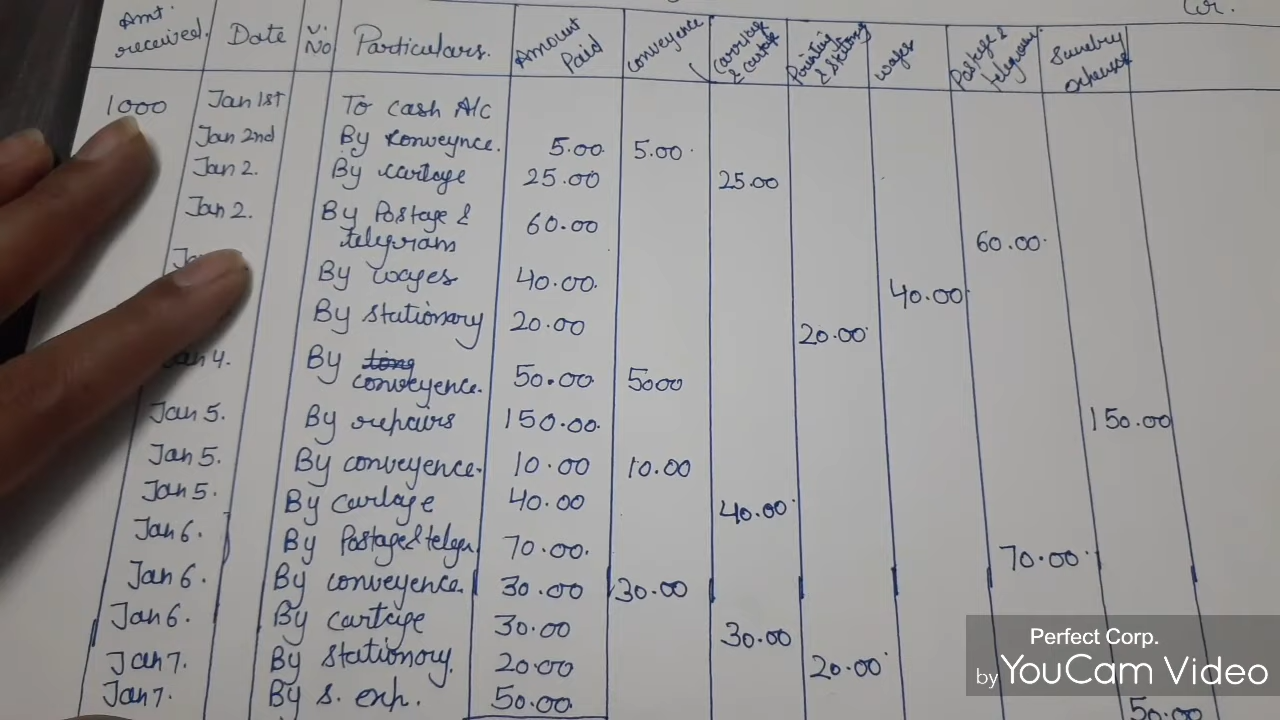 Cr.
Amt. received. Date V. No Particulars. Amount Paid conveyence carriage & cartage Printing & stationy wages Postage & telegram. Sundry expenses
1000 Jan 1st To cash A/c
Jan 2nd By conveynce. 5.00 5.00
Jan 2. By cartage 25.00 25.00
Jan 2. By Postage & telegram 60.00 60.00
By wages 40.00 40.00
By stationary 20.00 20.00
Jan 4. By conveyence. 50.00 5000
Jan 5. By repairs 150.00 150.00
Jan 5. By conveyence. 10.00 10.00
Jan 5. By cartage 40.00 40.00
Jan 6. By Postage & telegr. 70.00 70.00
Jan 6. By conveyence. 30.00 30.00
Jan 6. By cartage 30.00 30.00
Jan 7. By stationory. 20.00 20.00
Jan 7. By s. exp. 50.00 50.00
Perfect Corp.
by YouCam Video